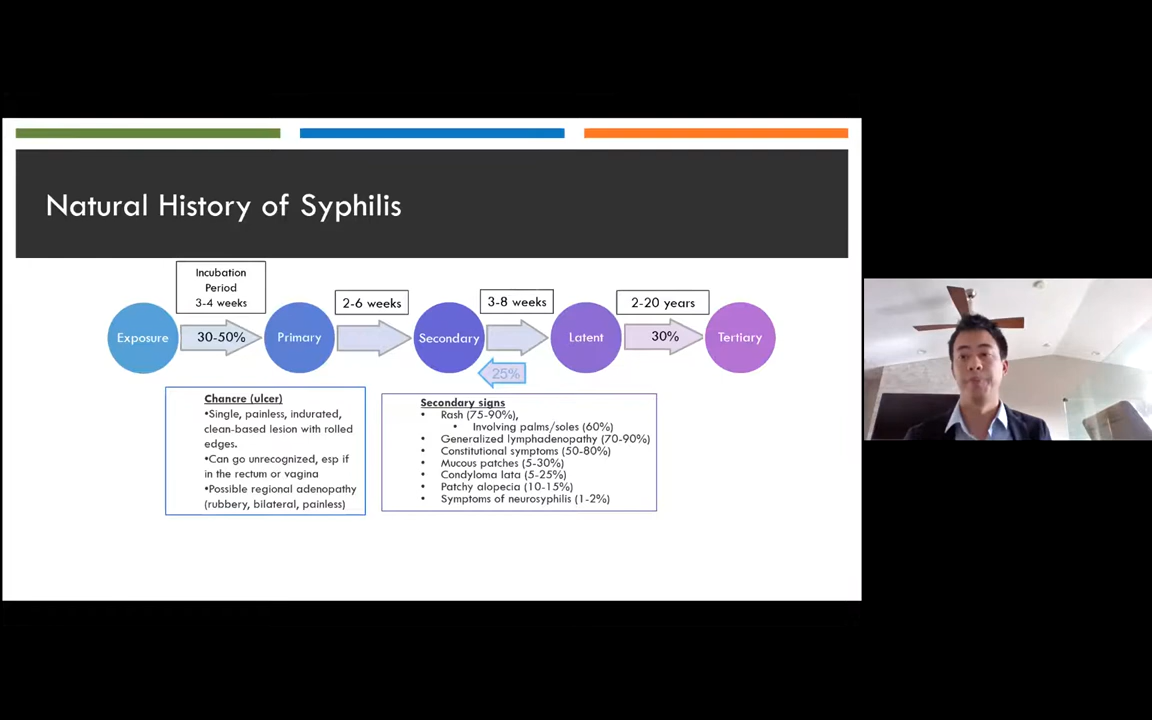 Natural History of Syphilis
Incubation
Period
3-4 weeks
2-6 weeks
3-8 weeks
2-20 years
Exposure
30-50%
Primary
Secondary
Latent
30%
Tertiary
25%
Chancre (ulcer)
•Single, painless, indurated,
clean-based lesion with rolled
edges.
•Can go unrecognized, esp if
in the rectum or vagina
•Possible regional adenopathy
(rubbery, bilateral, painless)
Secondary signs
• Rash (75-90%),
• Involving palms/soles (60%)
• Generalized lymphadenopathy (70-90%)
• Constitutional symptoms (50-80%)
• Mucous patches (5-30%)
• Condyloma lata (5-25%)
• Patchy alopecia (10-15%)
• Symptoms of neurosyphilis (1-2%)